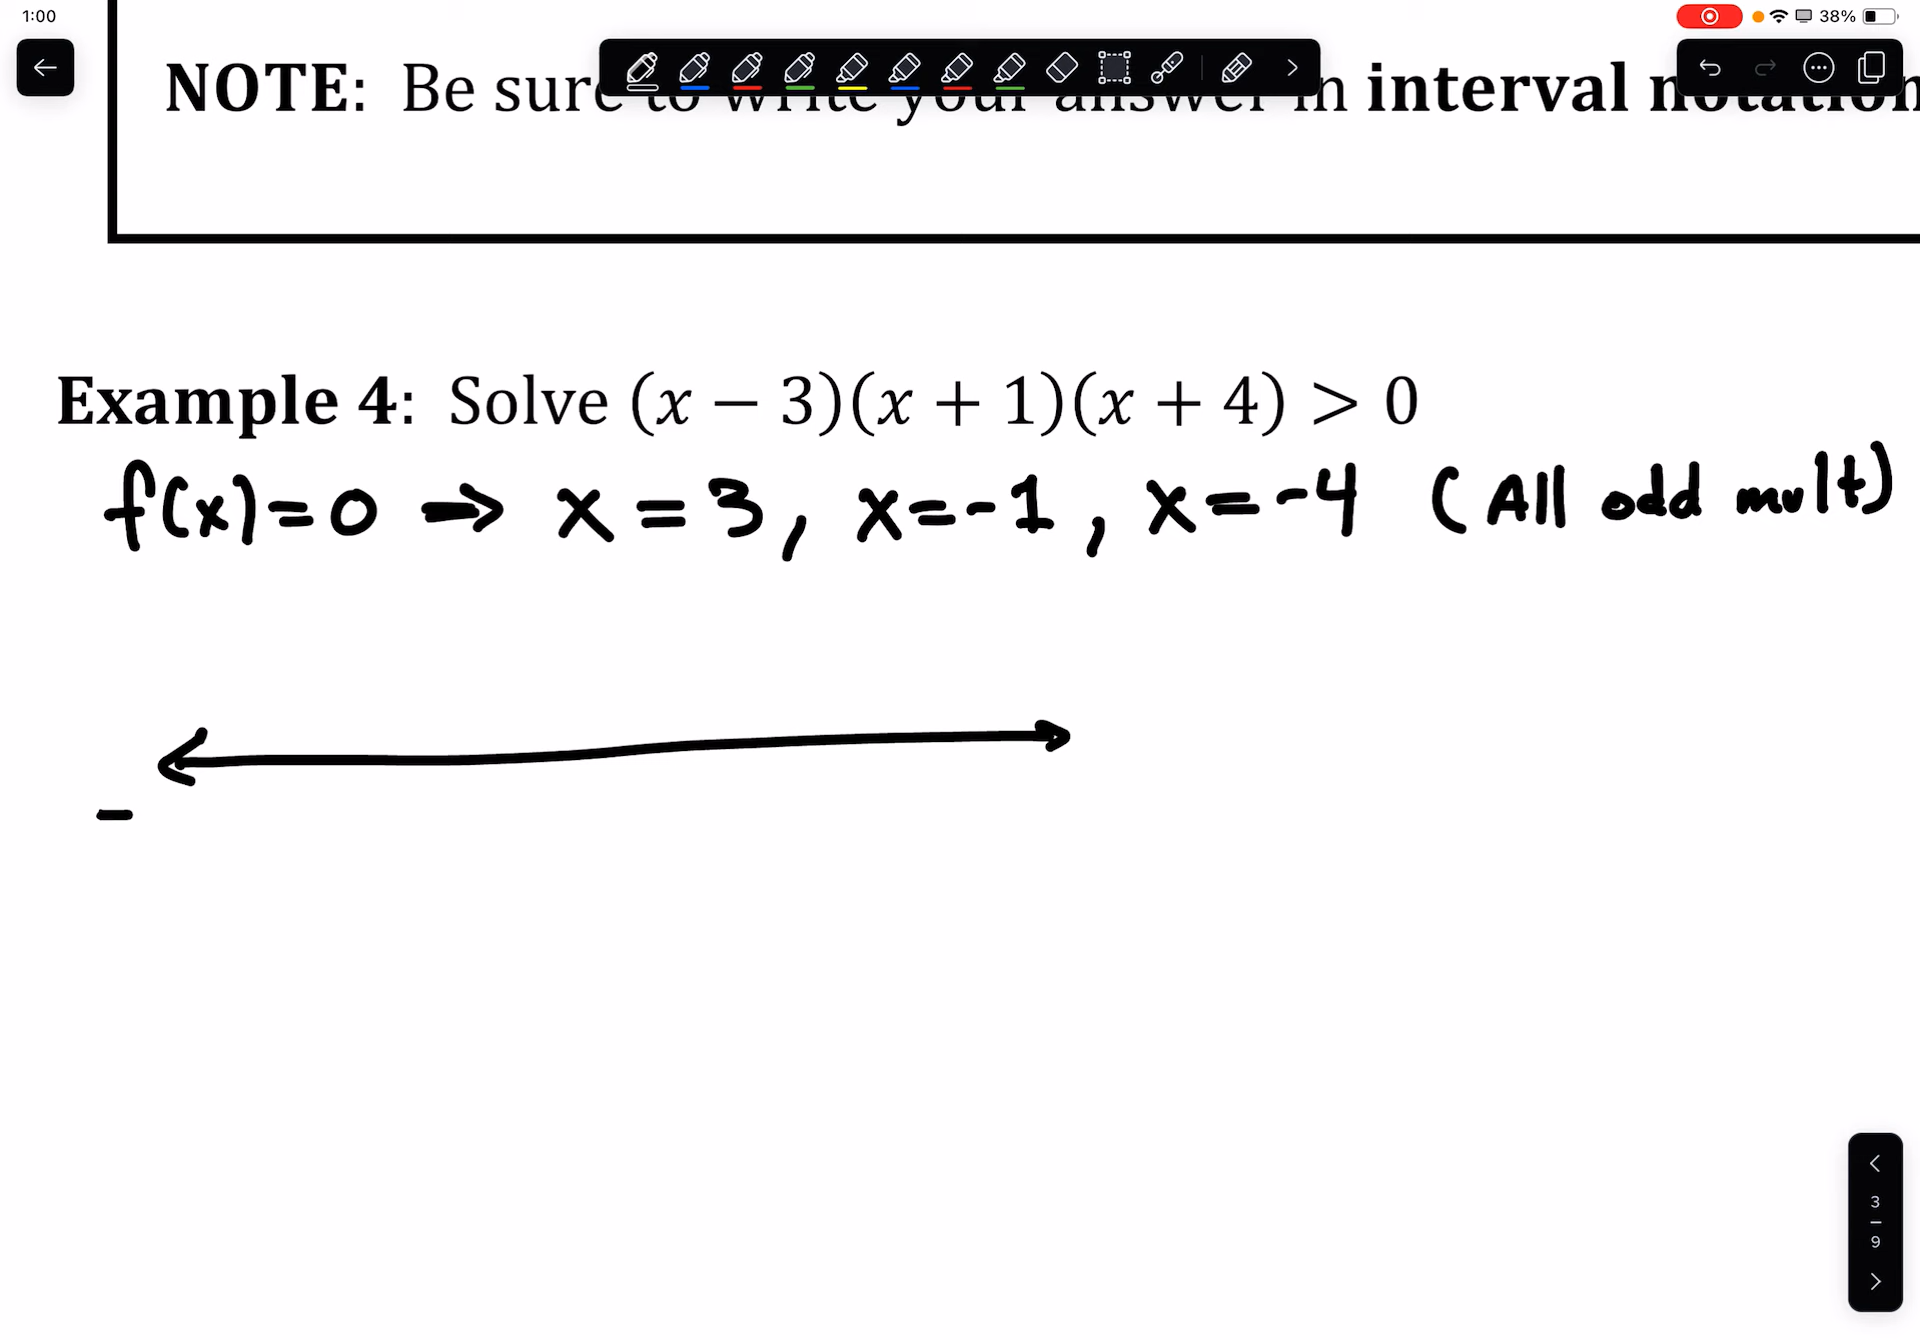 1:00
38%
NOTE: Be sure to write your answer in interval notation
Example 4: Solve (x − 3)(x + 1)(x + 4) > 0
f(x)=0 → x=3, x=-1, x=-4 (All odd mult)
-
3
9